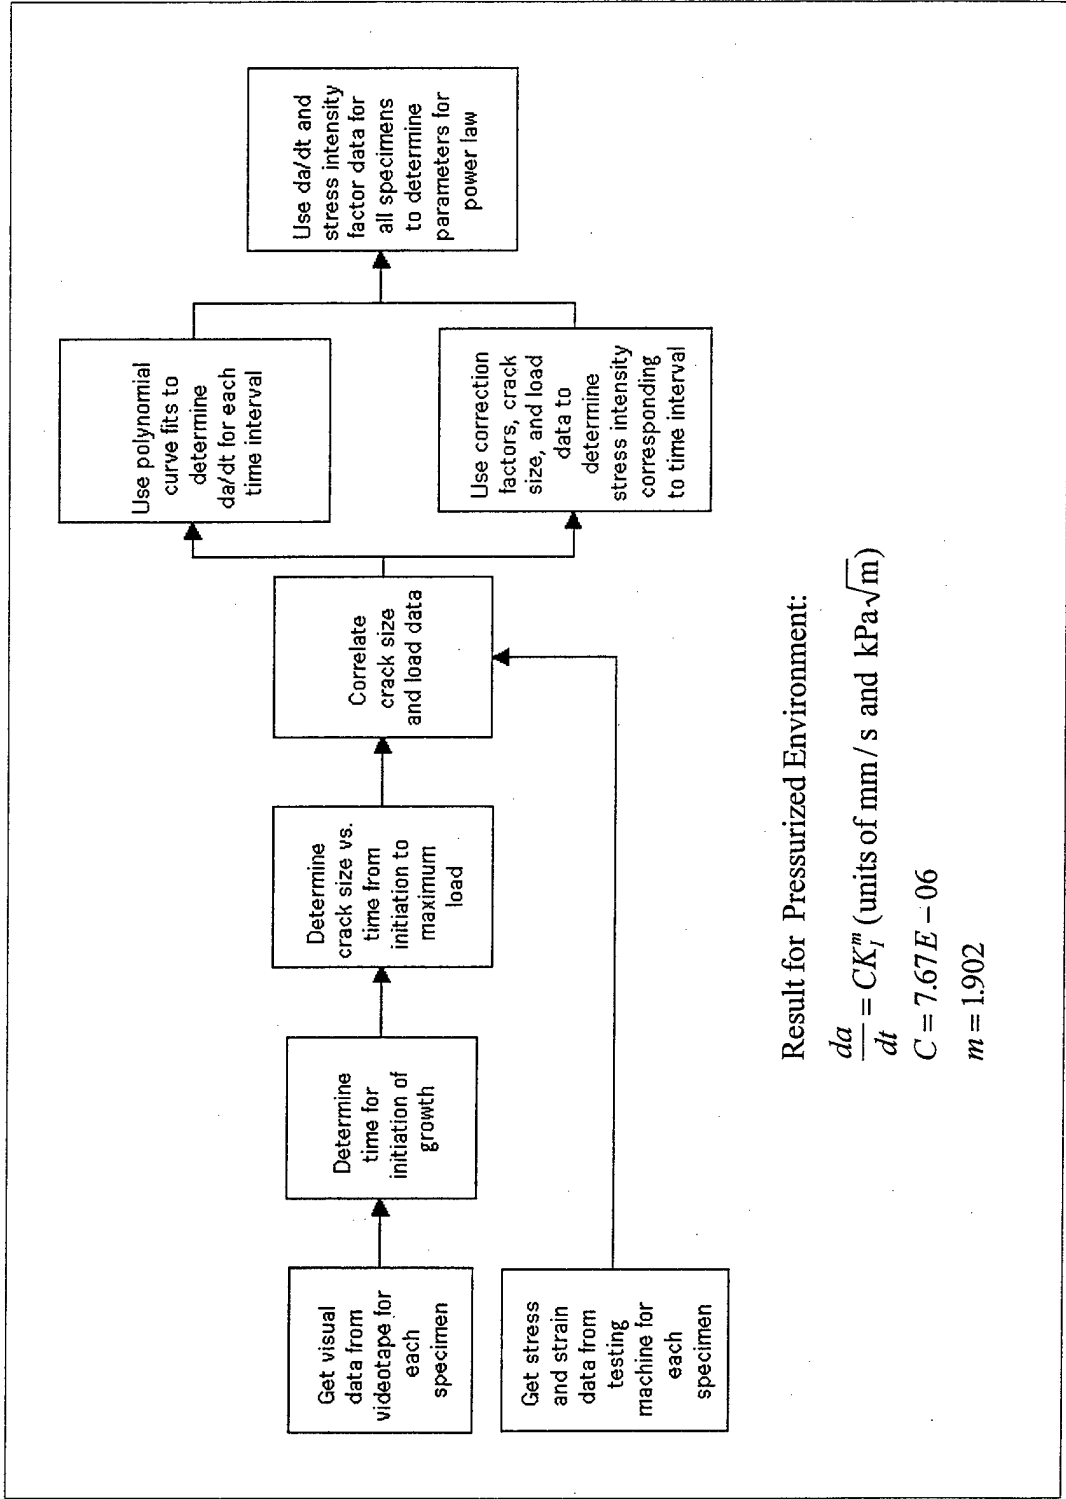 Get visual
data from
videotape for
each
specimen
Get stress
and strain
data from
testing
machine for
each
specimen
Determine
time for
initiation of
growth
Determine
crack size vs.
time from
initiation to
maximum
load
Correlate
crack size
and load data
Use polynomial
curve fits to
determine
da/dt for each
time interval
Use correction
factors, crack
size, and load
data to
determine
stress intensity
corresponding
to time interval
Use da/dt and
stress intensity
factor data for
all specimens
to determine
parameters for
power law
Result for Pressurized Environment:
da/dt = CK_I^m (units of mm/s and kPa√m)
C = 7.67E – 06
m = 1.902